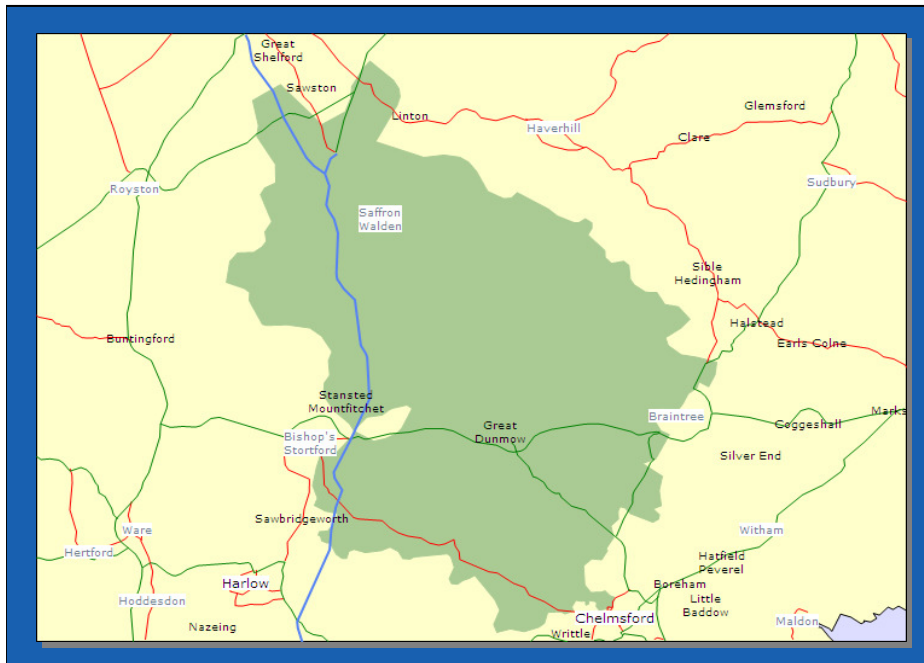 Great
Shelford
Sawston
Linton
Glemsford
Haverhill
Clare
Royston
Sudbury
Saffron
Walden
Sible
Hedingham
Halstead
Buntingford
Earls Colne
Stansted
Mountfitchet
Braintree
Marks
Coggeshall
Great
Dunmow
Bishop's
Stortford
Silver End
Sawbridgeworth
Ware
Witham
Hertford
Hatfield
Peverel
Harlow
Boreham
Hoddesdon
Little
Baddow
Chelmsford
Maldon
Nazeing
Writtle